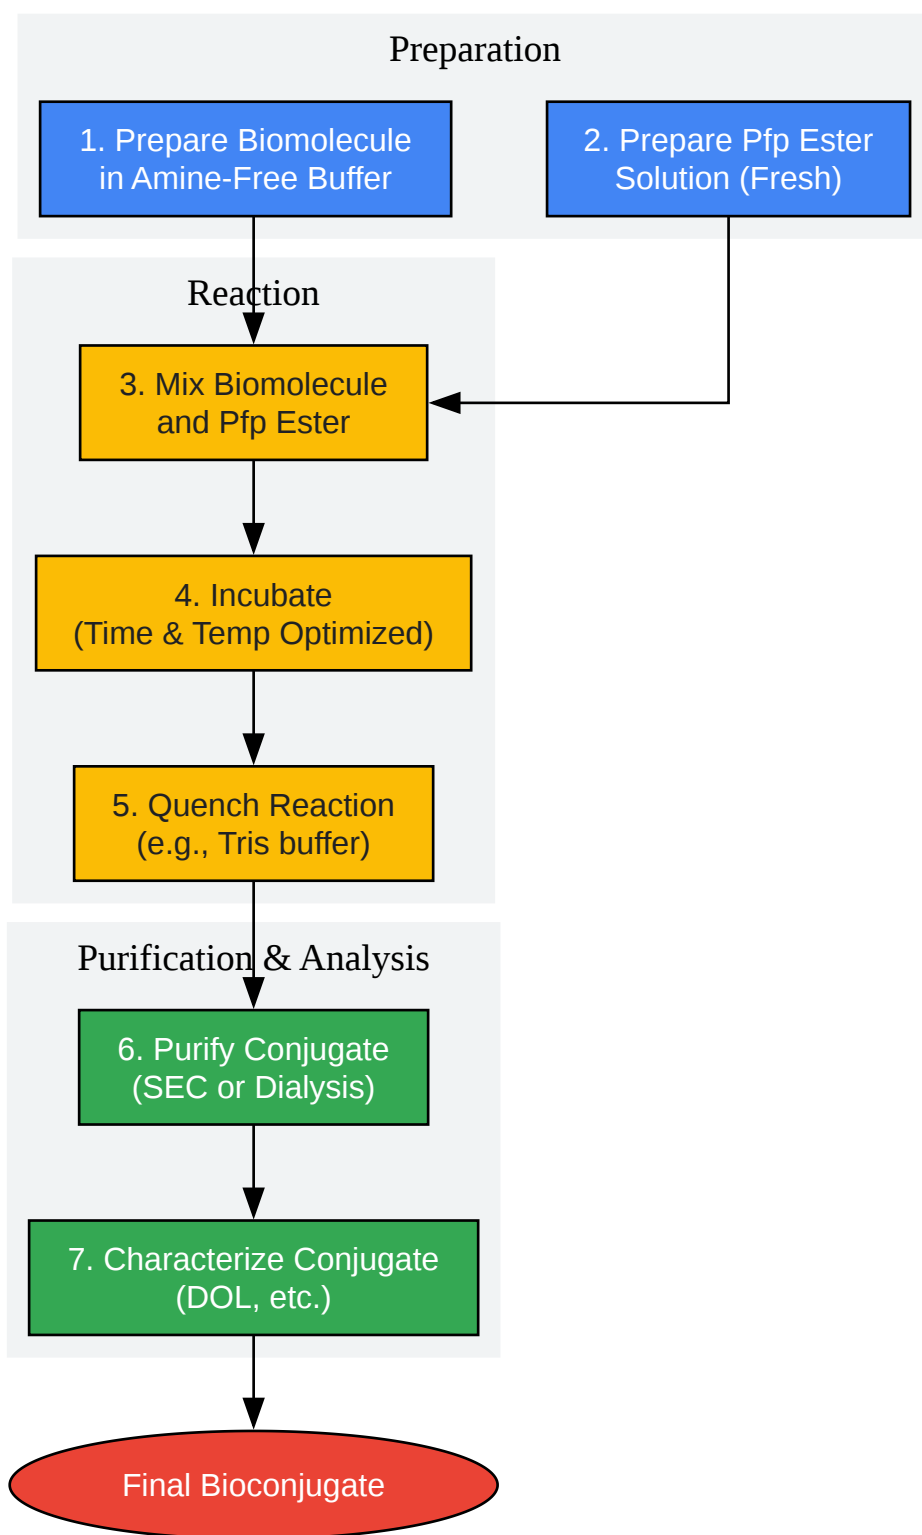 Preparation
1. Prepare Biomolecule
in Amine-Free Buffer
2. Prepare Pfp Ester
Solution (Fresh)
Reaction
3. Mix Biomolecule
and Pfp Ester
4. Incubate
(Time & Temp Optimized)
5. Quench Reaction
(e.g., Tris buffer)
Purification & Analysis
6. Purify Conjugate
(SEC or Dialysis)
7. Characterize Conjugate
(DOL, etc.)
Final Bioconjugate